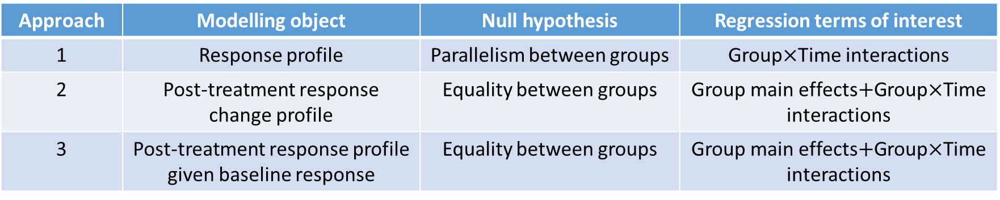 Approach Modelling object Null hypothesis Regression terms of interest
1 Response profile Parallelism between groups Group×Time interactions
2 Post-treatment response change profile Equality between groups Group main effects+Group×Time interactions
3 Post-treatment response profile given baseline response Equality between groups Group main effects+Group×Time interactions